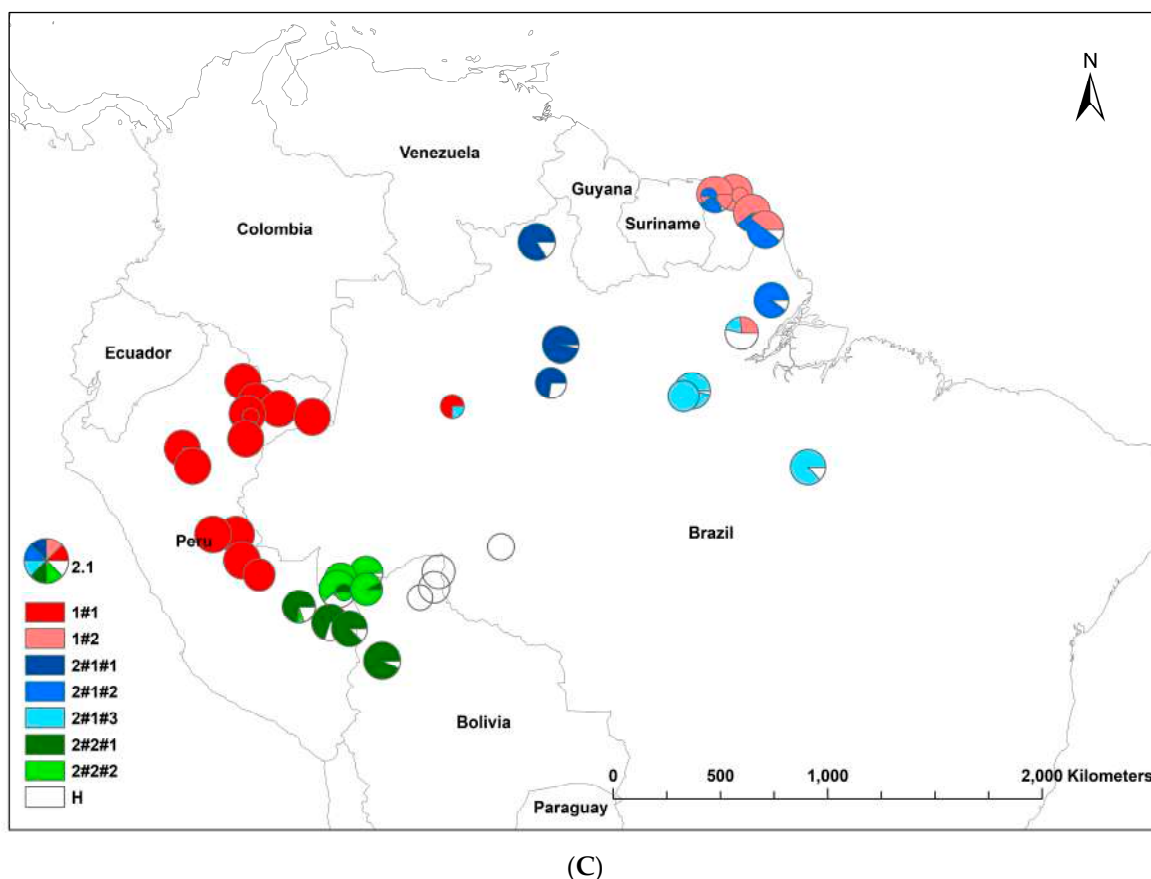 N
Venezuela
Guyana
Suriname
Colombia
Ecuador
Peru
Brazil
2.1
1#1
1#2
2#1#1
2#1#2
2#1#3
2#2#1
2#2#2
H
Bolivia
Paraguay
0 500 1,000 2,000 Kilometers
(C)